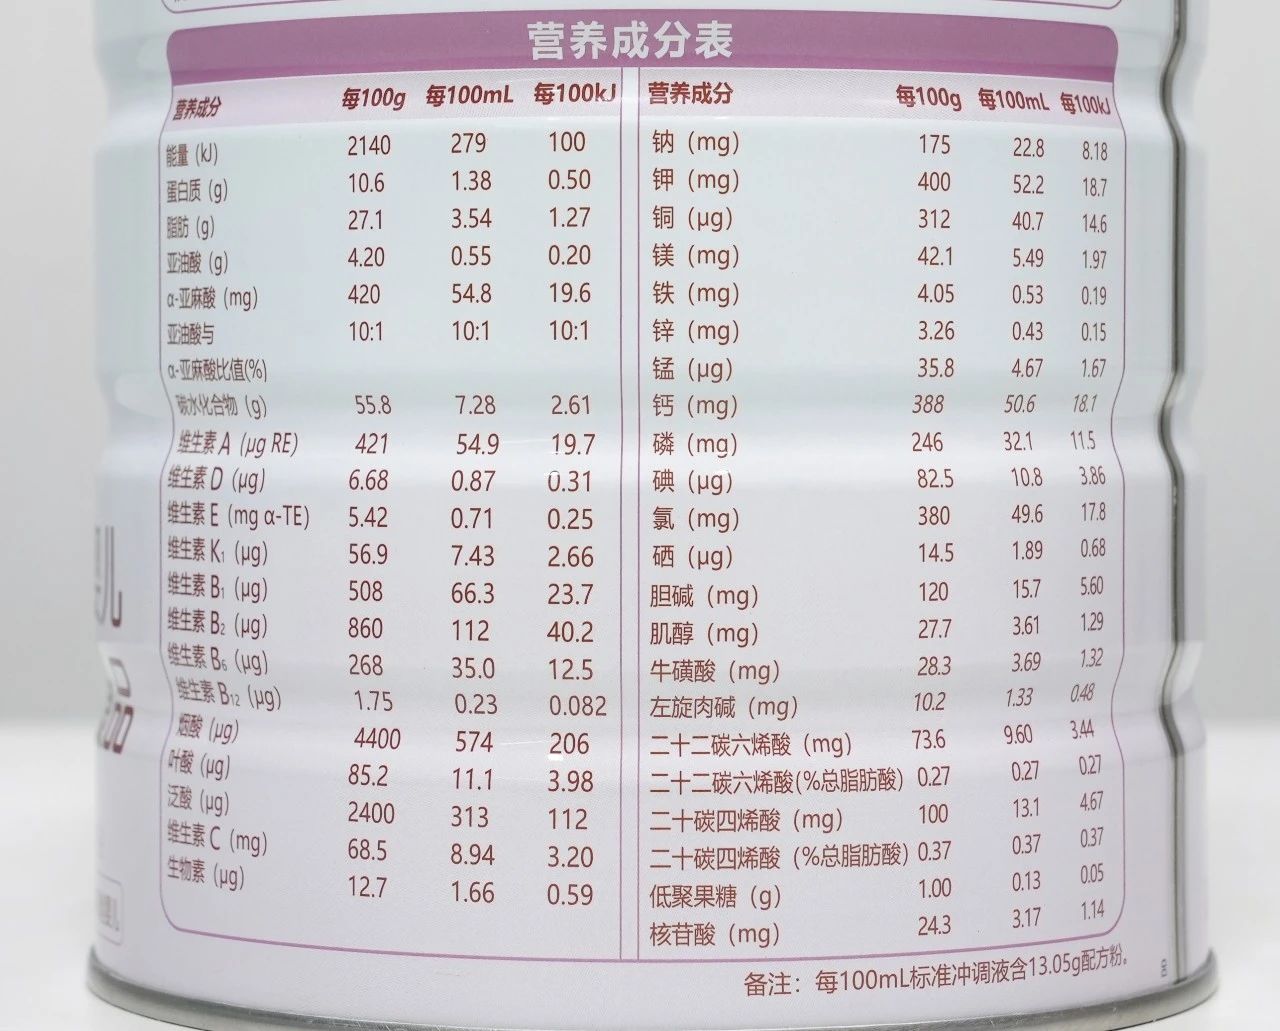 营养成分表
营养成分 每100g 每100mL 每100kJ
能量 (kJ) 2140 279 100
蛋白质 (g) 10.6 1.38 0.50
脂肪 (g) 27.1 3.54 1.27
亚油酸 (g) 4.20 0.55 0.20
α-亚麻酸 (mg) 420 54.8 19.6
亚油酸与 10:1 10:1 10:1
α-亚麻酸比值(%)
碳水化合物 (g) 55.8 7.28 2.61
维生素 A (μg RE) 421 54.9 19.7
维生素 D (μg) 6.68 0.87 0.31
维生素 E (mg α-TE) 5.42 0.71 0.25
维生素 K₁ (μg) 56.9 7.43 2.66
维生素 B₁ (μg) 508 66.3 23.7
维生素 B₂ (μg) 860 112 40.2
维生素 B₆ (μg) 268 35.0 12.5
维生素 B₁₂ (μg) 1.75 0.23 0.082
烟酸 (μg) 4400 574 206
叶酸 (μg) 85.2 11.1 3.98
泛酸 (μg) 2400 313 112
维生素 C (mg) 68.5 8.94 3.20
生物素 (μg) 12.7 1.66 0.59
营养成分 每100g 每100mL 每100kJ
钠 (mg) 175 22.8 8.18
钾 (mg) 400 52.2 18.7
铜 (μg) 312 40.7 14.6
镁 (mg) 42.1 5.49 1.97
铁 (mg) 4.05 0.53 0.19
锌 (mg) 3.26 0.43 0.15
锰 (μg) 35.8 4.67 1.67
钙 (mg) 388 50.6 18.1
磷 (mg) 246 32.1 11.5
碘 (μg) 82.5 10.8 3.86
氯 (mg) 380 49.6 17.8
硒 (μg) 14.5 1.89 0.68
胆碱 (mg) 120 15.7 5.60
肌醇 (mg) 27.7 3.61 1.29
牛磺酸 (mg) 28.3 3.69 1.32
左旋肉碱 (mg) 10.2 1.33 0.48
二十二碳六烯酸 (mg) 73.6 9.60 3.44
二十二碳六烯酸(%总脂肪酸) 0.27 0.27 0.27
二十碳四烯酸 (mg) 100 13.1 4.67
二十碳四烯酸 (%总脂肪酸) 0.37 0.37 0.37
低聚果糖 (g) 1.00 0.13 0.05
核苷酸 (mg) 24.3 3.17 1.14
备注：每100mL标准冲调液含13.05g配方粉。